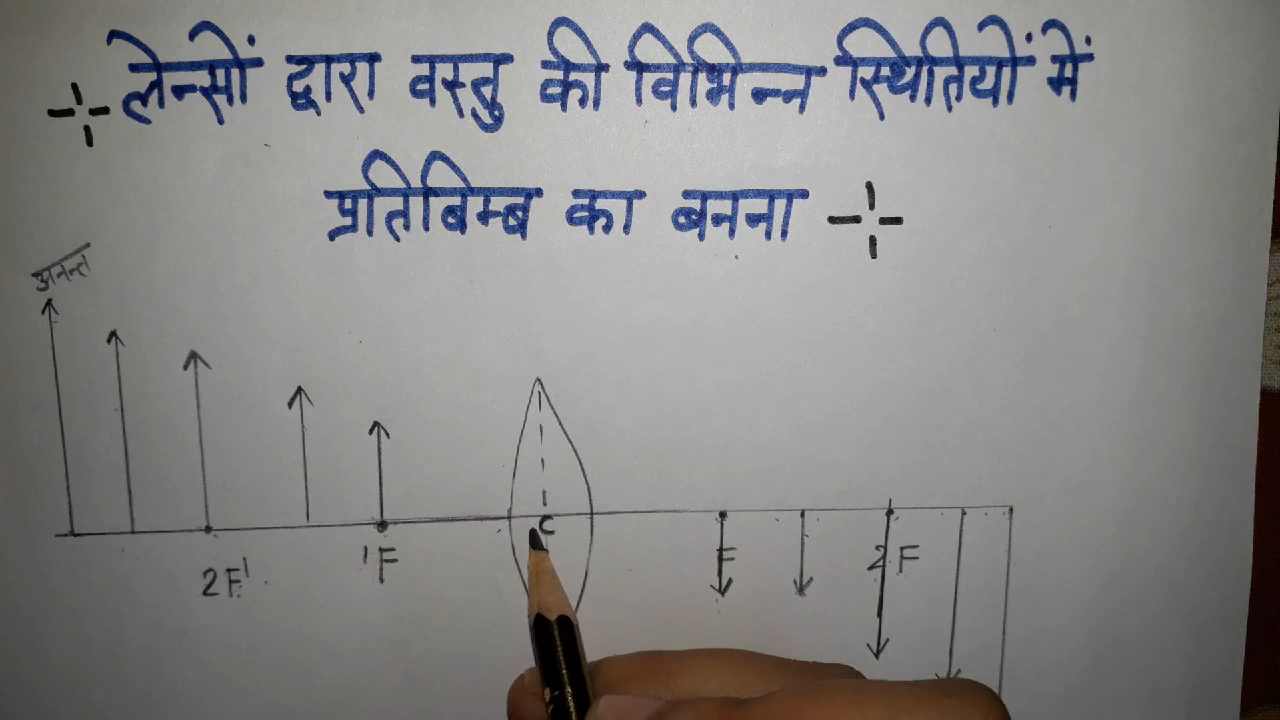 लेन्सों द्वारा वस्तु की विभिन्न स्थितियों में
प्रतिबिम्ब का बनना
अनन्त
2F' 'F C F 2F